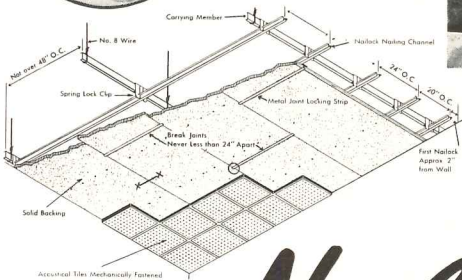 Carrying Member
No. 8 Wire
Nailock Nailing Channel
Not over 48" O.C.
24" O.C.
20" O.C.
Spring Lock Clip
Metal Joint Locking Strip
Break Joints
Never Less than 24" Apart
First Nailock
Approx 2"
from Wall
Solid Backing
Acoustical Tiles Mechanically Fastened